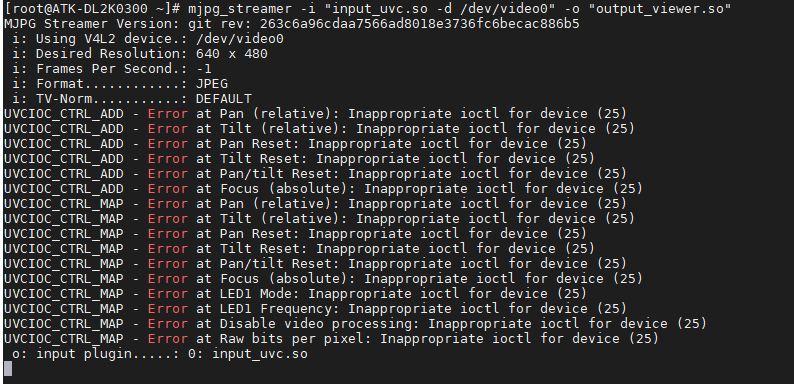 [root@ATK-DL2K0300 ~]# mjpg_streamer -i "input_uvc.so -d /dev/video0" -o "output_viewer.so"
MJPG Streamer Version: git rev: 263c6a96cdaa7566ad8018e3736fc6becac886b5
 i: Using V4L2 device.: /dev/video0
 i: Desired Resolution: 640 x 480
 i: Frames Per Second.: -1
 i: Format............: JPEG
 i: TV-Norm...........: DEFAULT
UVCIOC_CTRL_ADD - Error at Pan (relative): Inappropriate ioctl for device (25)
UVCIOC_CTRL_ADD - Error at Tilt (relative): Inappropriate ioctl for device (25)
UVCIOC_CTRL_ADD - Error at Pan Reset: Inappropriate ioctl for device (25)
UVCIOC_CTRL_ADD - Error at Tilt Reset: Inappropriate ioctl for device (25)
UVCIOC_CTRL_ADD - Error at Pan/tilt Reset: Inappropriate ioctl for device (25)
UVCIOC_CTRL_ADD - Error at Focus (absolute): Inappropriate ioctl for device (25)
UVCIOC_CTRL_MAP - Error at Pan (relative): Inappropriate ioctl for device (25)
UVCIOC_CTRL_MAP - Error at Tilt (relative): Inappropriate ioctl for device (25)
UVCIOC_CTRL_MAP - Error at Pan Reset: Inappropriate ioctl for device (25)
UVCIOC_CTRL_MAP - Error at Tilt Reset: Inappropriate ioctl for device (25)
UVCIOC_CTRL_MAP - Error at Pan/tilt Reset: Inappropriate ioctl for device (25)
UVCIOC_CTRL_MAP - Error at Focus (absolute): Inappropriate ioctl for device (25)
UVCIOC_CTRL_MAP - Error at LED1 Mode: Inappropriate ioctl for device (25)
UVCIOC_CTRL_MAP - Error at LED1 Frequency: Inappropriate ioctl for device (25)
UVCIOC_CTRL_MAP - Error at Disable video processing: Inappropriate ioctl for device (25)
UVCIOC_CTRL_MAP - Error at Raw bits per pixel: Inappropriate ioctl for device (25)
 o: input plugin.....: 0: input_uvc.so